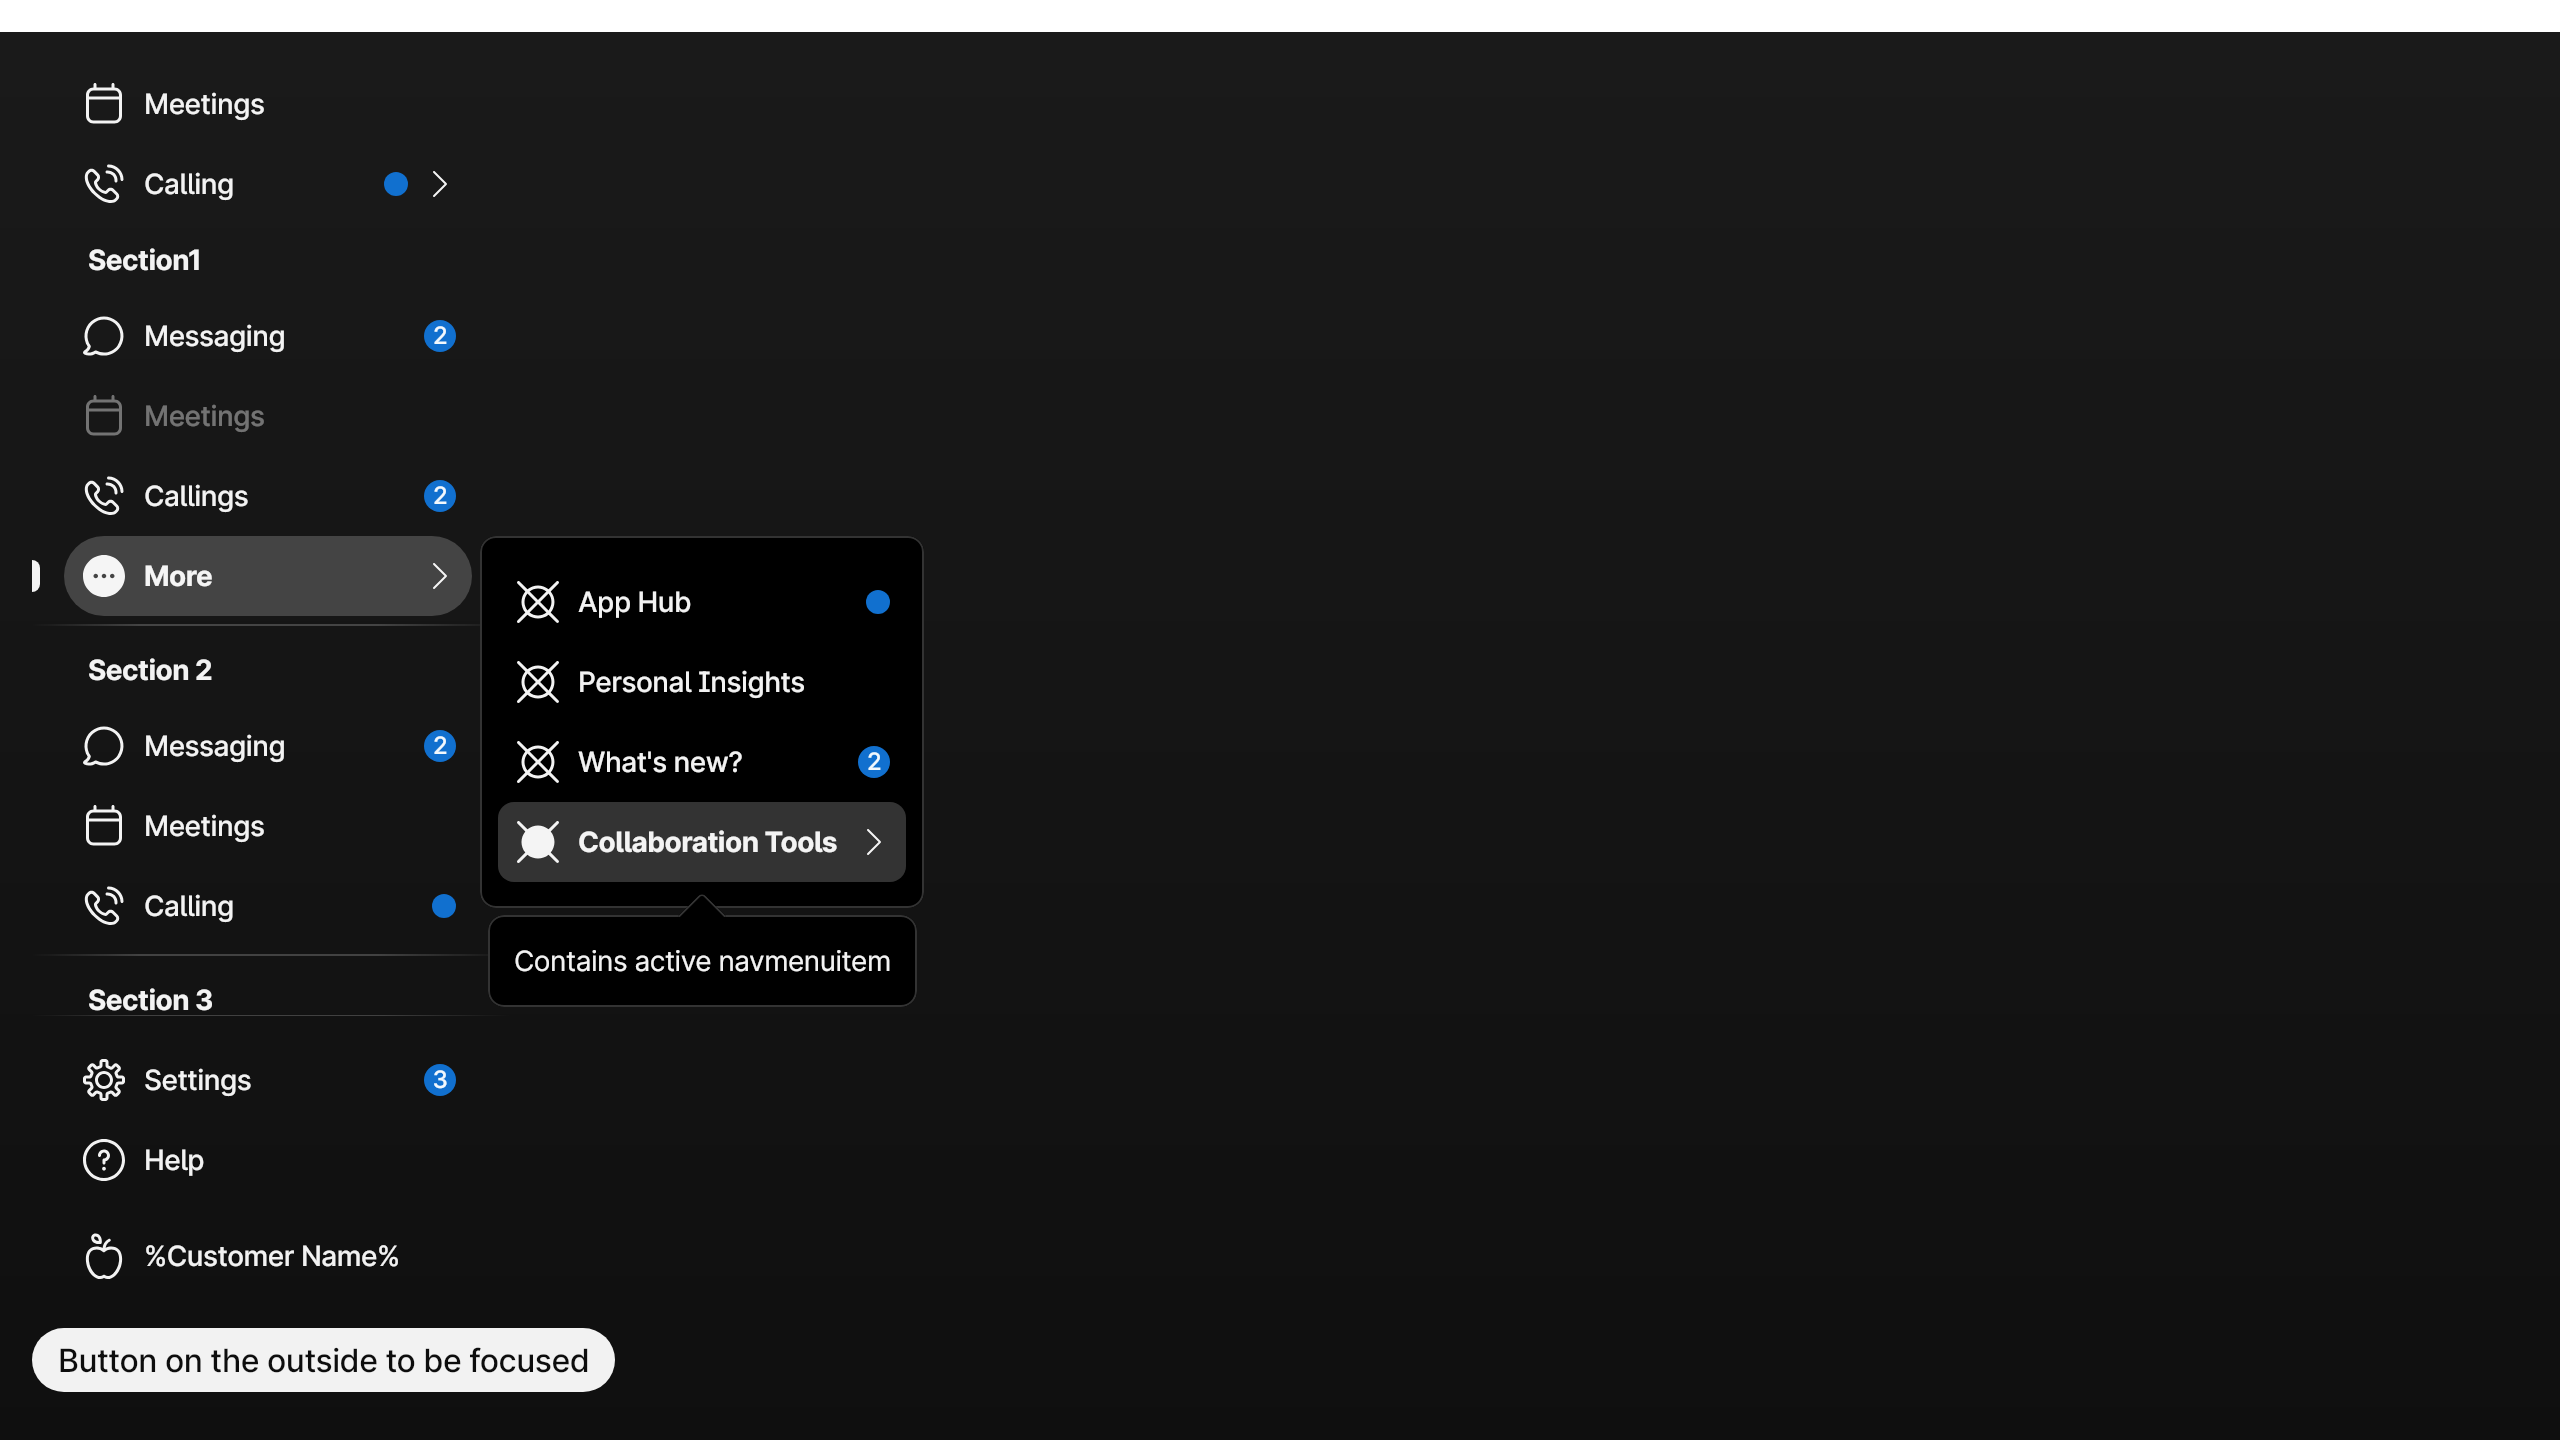 Meetings
Calling
Section1
Messaging 2
Meetings
Callings 2
More
Section 2
Messaging 2
Meetings
Calling
Section 3
Settings 3
Help
%Customer Name%
Button on the outside to be focused
App Hub
Personal Insights
What's new? 2
Collaboration Tools
Contains active navmenuitem